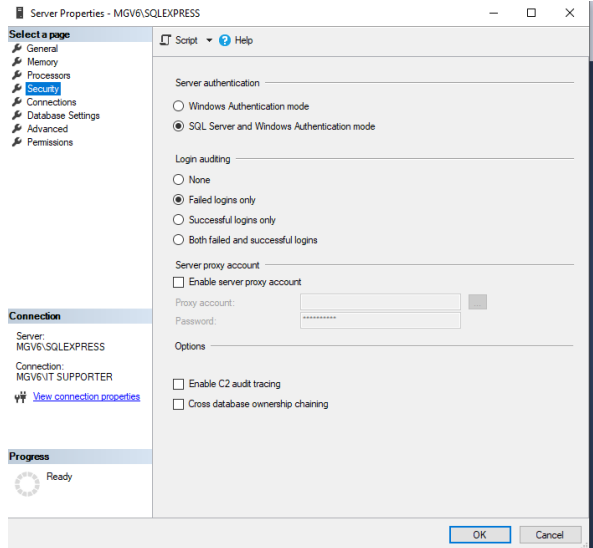 Server Properties - MGV6\SQLEXPRESS
Select a page
General
Memory
Processors
Security
Connections
Database Settings
Advanced
Permissions
Connection
Server:
MGV6\SQLEXPRESS
Connection:
MGV6\IT SUPPORTER
View connection properties
Progress
Ready
Script
Help
Server authentication
Windows Authentication mode
SQL Server and Windows Authentication mode
Login auditing
None
Failed logins only
Successful logins only
Both failed and successful logins
Server proxy account
Enable server proxy account
Proxy account:
...
Password:
**********
Options
Enable C2 audit tracing
Cross database ownership chaining
OK
Cancel